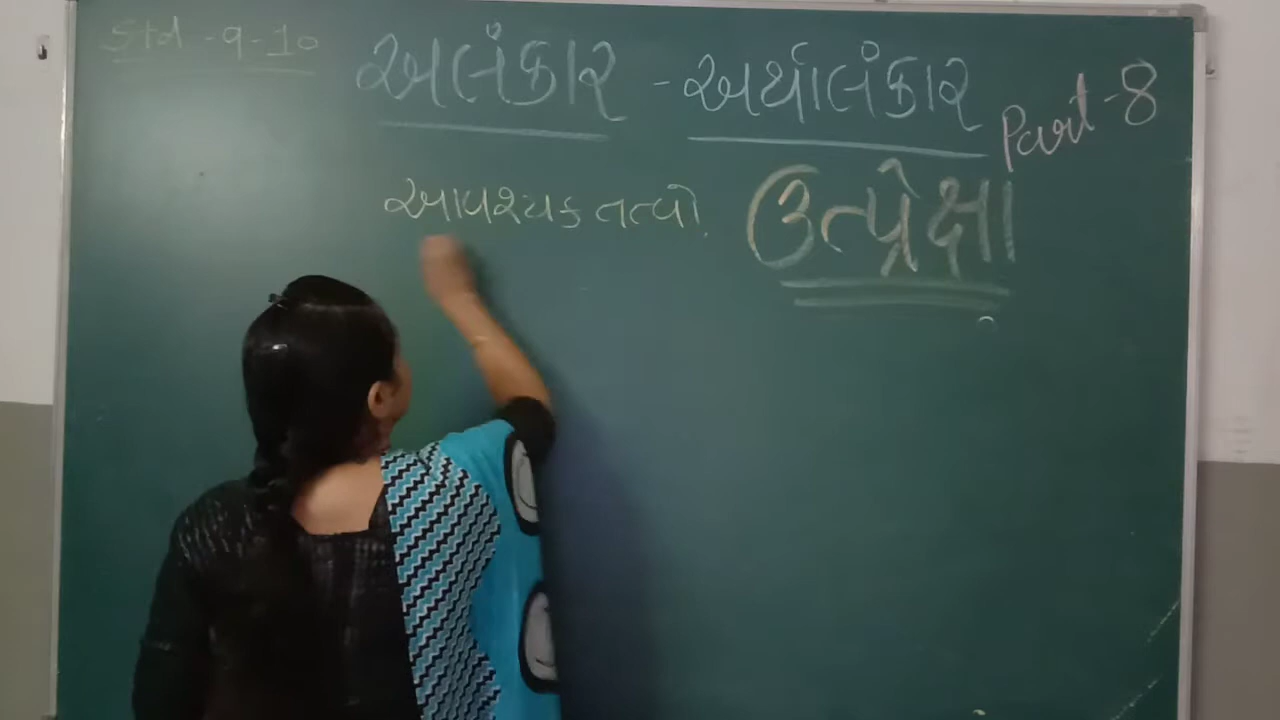 Std - 9 - 10
અલંકાર - અર્થાલંકાર
Part - 8
આવશ્યક તત્વો.
ઉત્પ્રેક્ષા